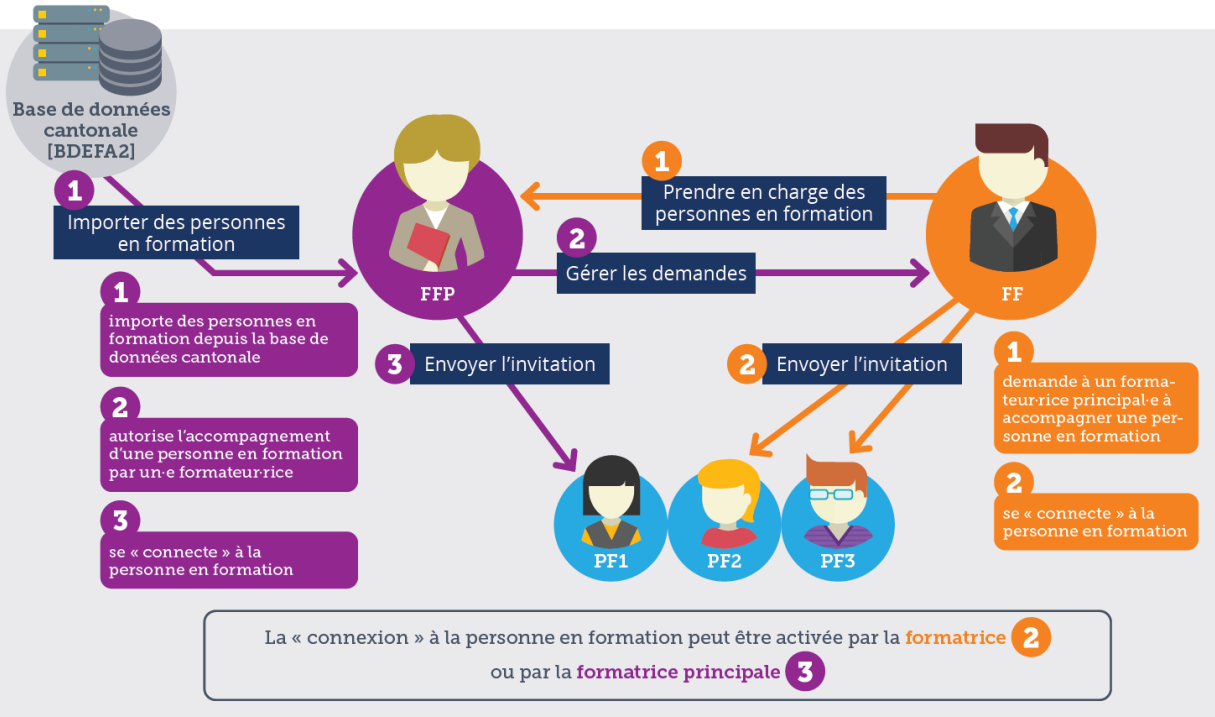 Base de données
cantonale
[BDEFA2]
1
Importer des personnes
en formation
1
importe des personnes en
formation depuis la base de
données cantonale
2
autorise l’accompagnement
d’une personne en formation
par un·e formateur·rice
3
se « connecte » à la
personne en formation
FFP
1
Prendre en charge des
personnes en formation
2
Gérer les demandes
FF
3 Envoyer l’invitation
2 Envoyer l’invitation
1
demande à un forma-
teur·rice principal·e à
accompagner une per-
sonne en formation
2
se « connecte » à la
personne en formation
PF1
PF2
PF3
La « connexion » à la personne en formation peut être activée par la formatrice 2
ou par la formatrice principale 3